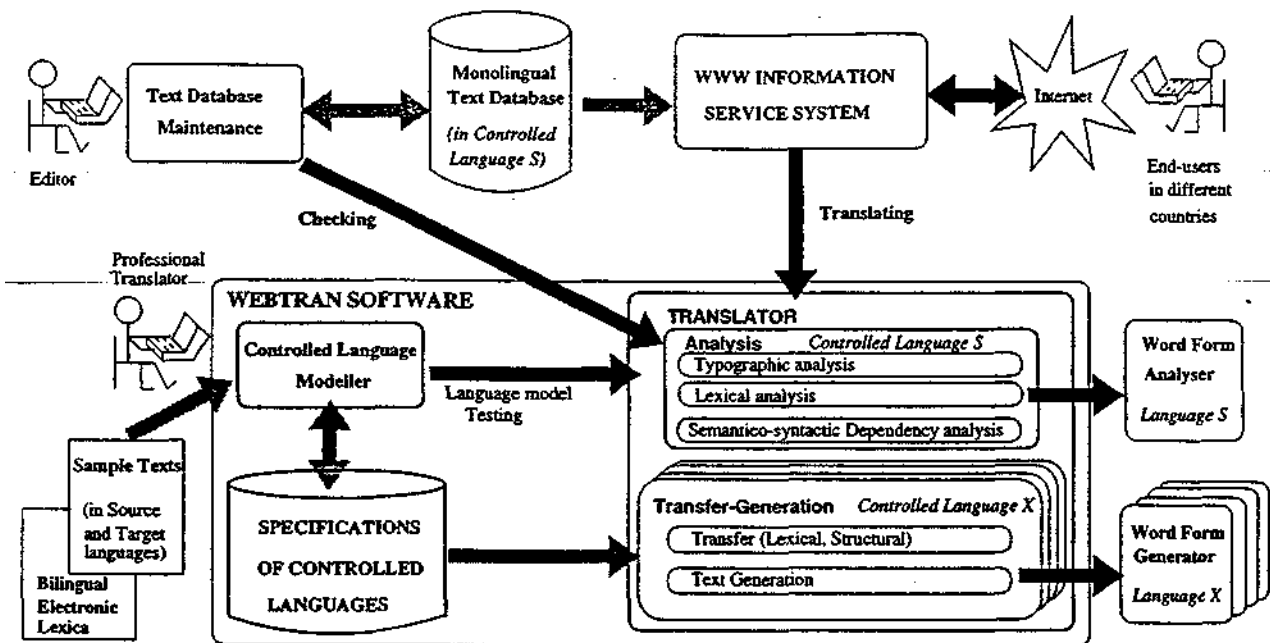 Text Database
Maintenance
Editor
Monolingual
Text Database
(in Controlled
Language S)
WWW INFORMATION
SERVICE SYSTEM
Internet
End-users
in different
countries
Checking
Translating
Professional
Translator
WEBTRAN SOFTWARE
Controlled Language
Modeller
Language model
Testing
Sample Texts
(in Source
and Target
languages)
Bilingual
Electronic
Lexica
SPECIFICATIONS
OF CONTROLLED
LANGUAGES
TRANSLATOR
Analysis Controlled Language S
Typographic analysis
Lexical analysis
Semantico-syntactic Dependency analysis
Transfer-Generation Controlled Language X
Transfer (Lexical, Structural)
Text Generation
Word Form
Analyser
Language S
Word Form
Generator
Language X